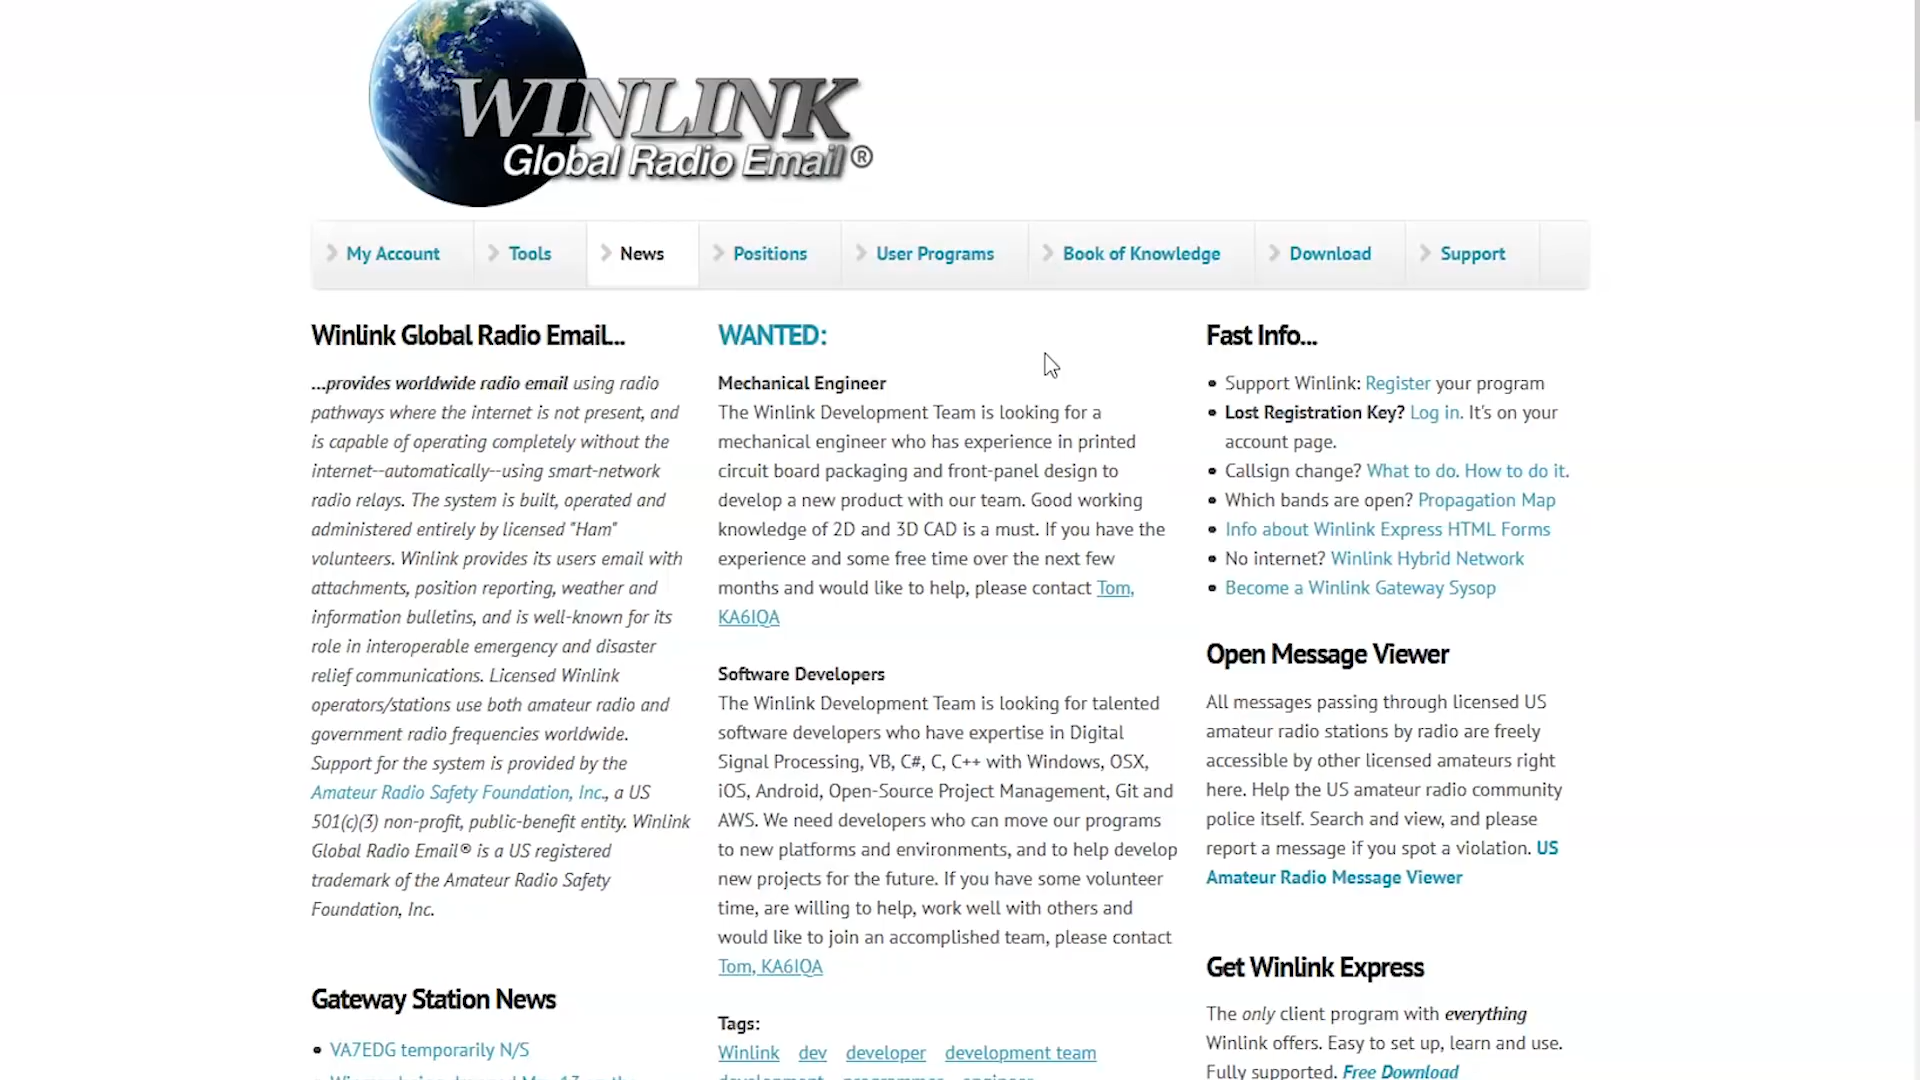 WINLINK
Global Radio Email®
My Account
Tools
News
Positions
User Programs
Book of Knowledge
Download
Support
Winlink Global Radio Email...
...provides worldwide radio email using radio
pathways where the internet is not present, and
is capable of operating completely without the
internet--automatically--using smart-network
radio relays. The system is built, operated and
administered entirely by licensed "Ham"
volunteers. Winlink provides its users email with
attachments, position reporting, weather and
information bulletins, and is well-known for its
role in interoperable emergency and disaster
relief communications. Licensed Winlink
operators/stations use both amateur radio and
government radio frequencies worldwide.
Support for the system is provided by the
Amateur Radio Safety Foundation, Inc., a US
501(c)(3) non-profit, public-benefit entity. Winlink
Global Radio Email® is a US registered
trademark of the Amateur Radio Safety
Foundation, Inc.
Gateway Station News
VA7EDG temporarily N/S
WANTED:
Mechanical Engineer
The Winlink Development Team is looking for a
mechanical engineer who has experience in printed
circuit board packaging and front-panel design to
develop a new product with our team. Good working
knowledge of 2D and 3D CAD is a must. If you have the
experience and some free time over the next few
months and would like to help, please contact Tom,
KA6IQA
Software Developers
The Winlink Development Team is looking for talented
software developers who have expertise in Digital
Signal Processing, VB, C#, C, C++ with Windows, OSX,
iOS, Android, Open-Source Project Management, Git and
AWS. We need developers who can move our programs
to new platforms and environments, and to help develop
new projects for the future. If you have some volunteer
time, are willing to help, work well with others and
would like to join an accomplished team, please contact
Tom, KA6IQA
Tags:
Winlink dev developer development team
development programmer engineer
Fast Info...
Support Winlink: Register your program
Lost Registration Key? Log in. It's on your
account page.
Callsign change? What to do. How to do it.
Which bands are open? Propagation Map
Info about Winlink Express HTML Forms
No internet? Winlink Hybrid Network
Become a Winlink Gateway Sysop
Open Message Viewer
All messages passing through licensed US
amateur radio stations by radio are freely
accessible by other licensed amateurs right
here. Help the US amateur radio community
police itself. Search and view, and please
report a message if you spot a violation. US
Amateur Radio Message Viewer
Get Winlink Express
The only client program with everything
Winlink offers. Easy to set up, learn and use.
Fully supported. Free Download